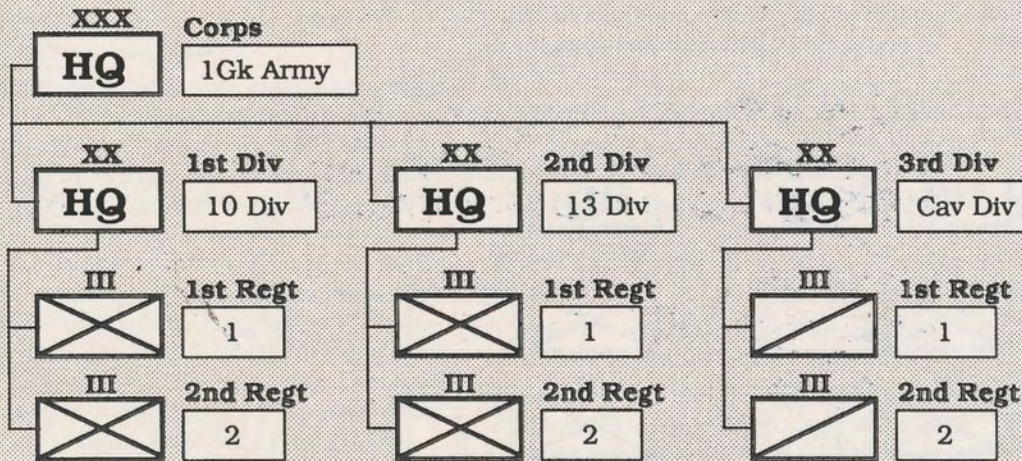 XXX
Corps
HQ
1Gk Army
XX
1st Div
XX
2nd Div
XX
3rd Div
HQ
10 Div
HQ
13 Div
HQ
Cav Div
III
1st Regt
III
1st Regt
III
1st Regt
1
1
1
III
2nd Regt
III
2nd Regt
III
2nd Regt
2
2
2